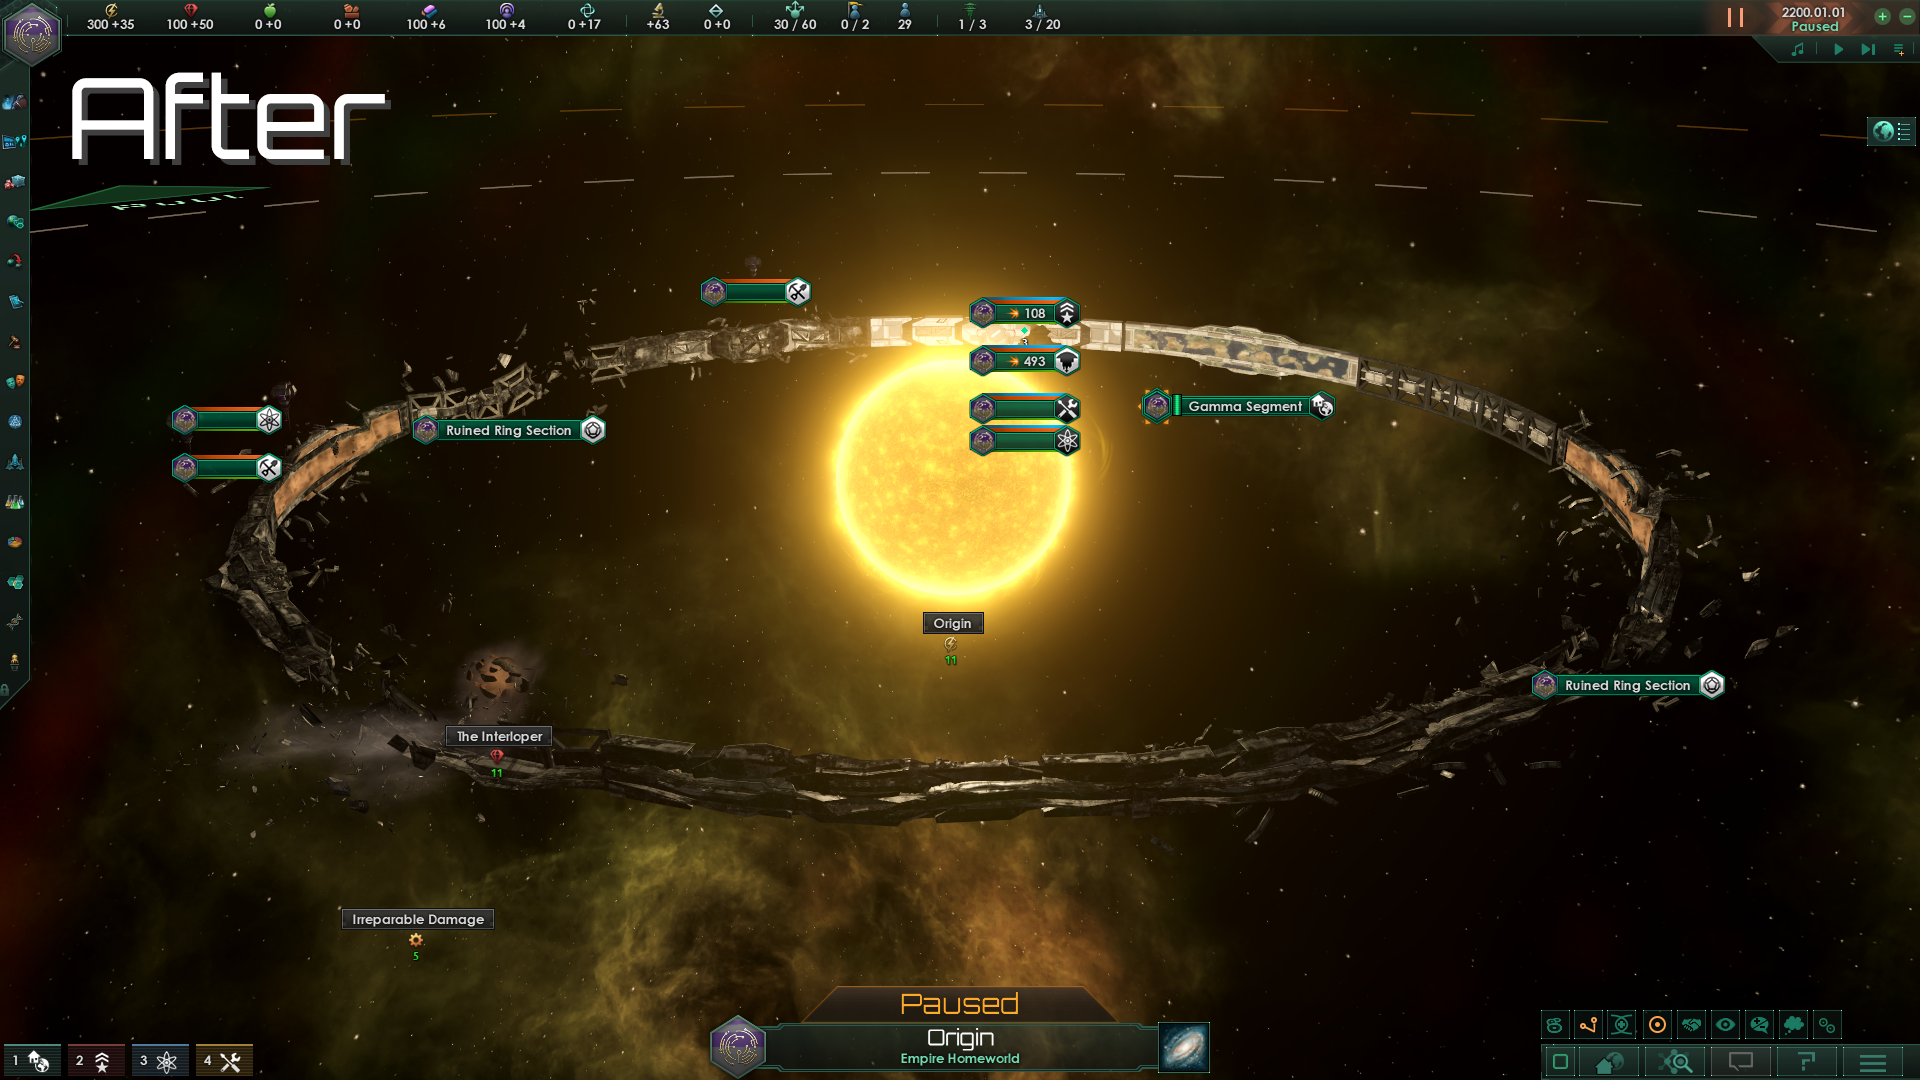 300 +35
100 +50
0 +0
0 +0
100 +6
100 +4
0 +17
+63
0 +0
30 / 60
0 / 2
29
1 / 3
3 / 20
2200.01.01
Paused
After
108
3
493
Gamma Segment
Ruined Ring Section
Origin
11
Ruined Ring Section
The Interloper
11
Irreparable Damage
5
Paused
Origin
Empire Homeworld
1
2
3
4